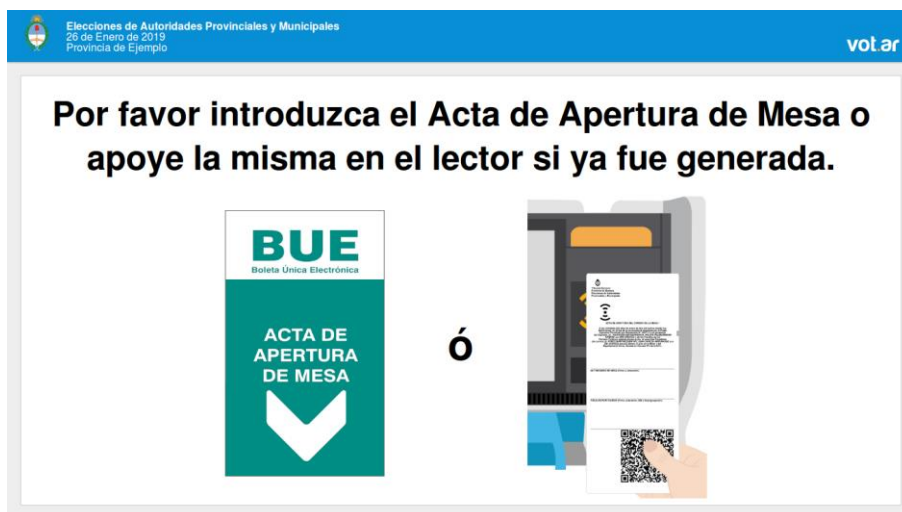 Elecciones de Autoridades Provinciales y Municipales
26 de Enero de 2019
Provincia de Ejemplo
vot.ar
Por favor introduzca el Acta de Apertura de Mesa o
apoye la misma en el lector si ya fue generada.
BUE
Boleta Única Electrónica
ACTA DE
APERTURA
DE MESA
ó